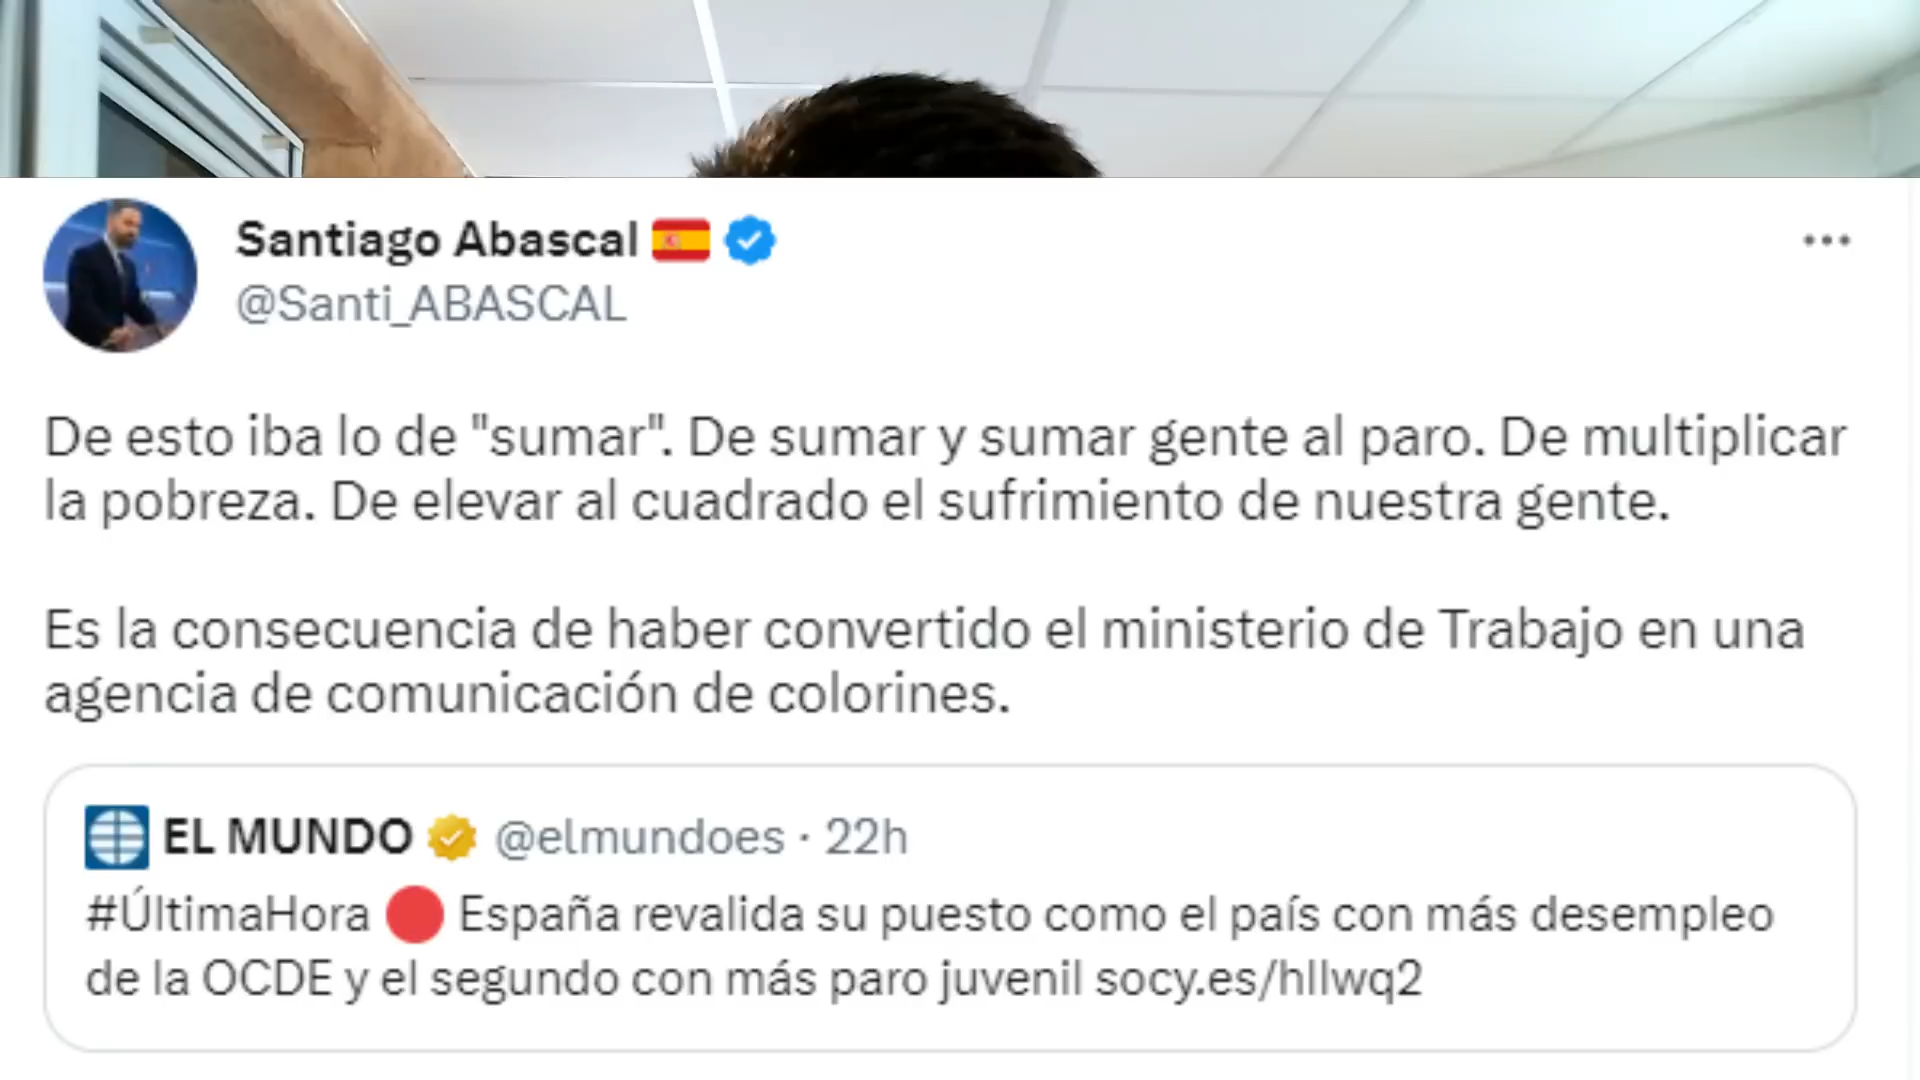 Santiago Abascal 🇪🇸
@Santi_ABASCAL
De esto iba lo de "sumar". De sumar y sumar gente al paro. De multiplicar
la pobreza. De elevar al cuadrado el sufrimiento de nuestra gente.
Es la consecuencia de haber convertido el ministerio de Trabajo en una
agencia de comunicación de colorines.
EL MUNDO @elmundoes · 22h
#ÚltimaHora 🔴 España revalida su puesto como el país con más desempleo
de la OCDE y el segundo con más paro juvenil socy.es/hllwq2